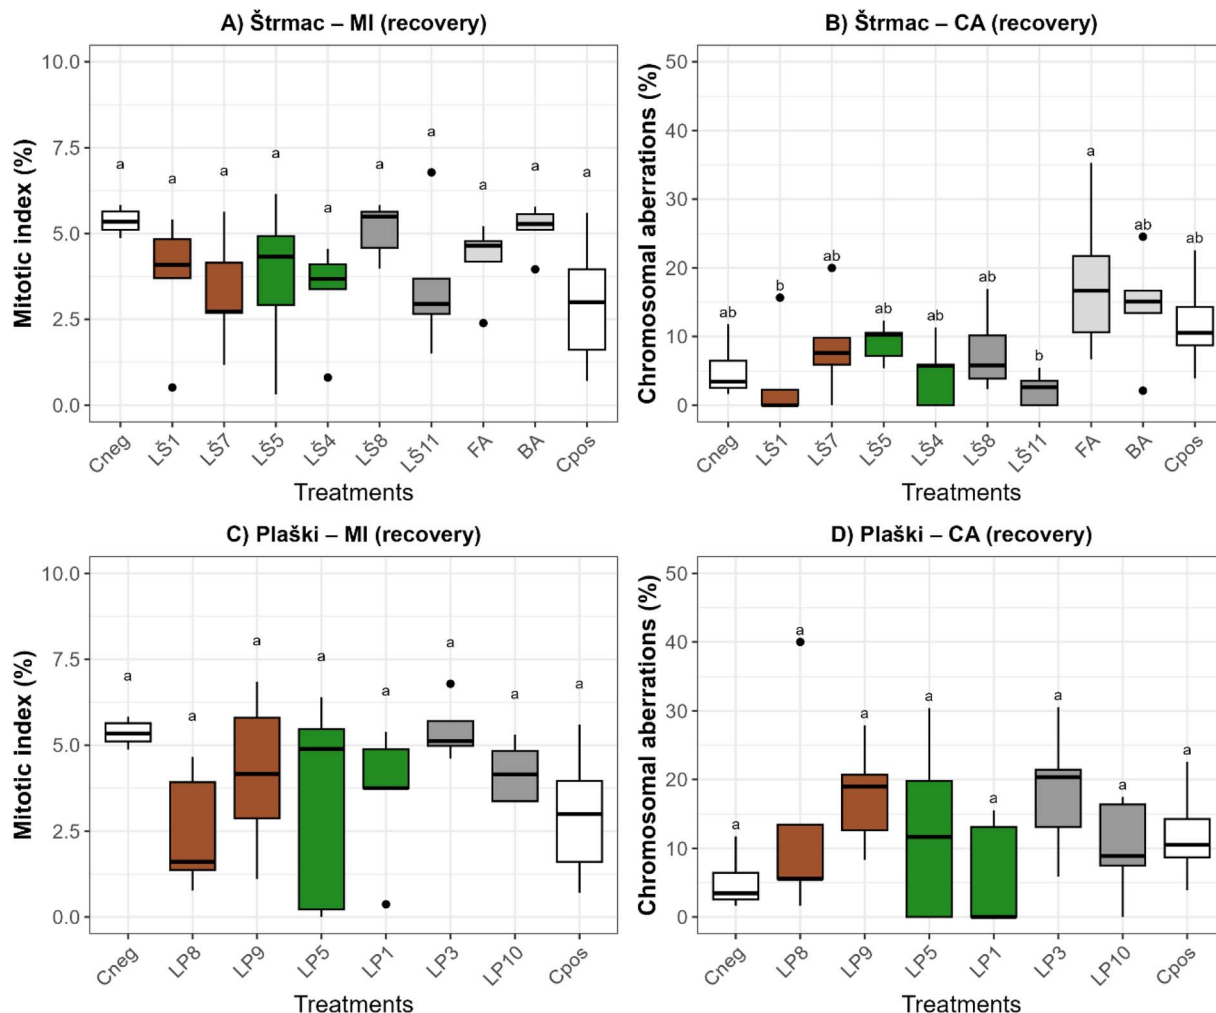 A) Štrmac – MI (recovery)
Mitotic index (%)
10.0
7.5
5.0
2.5
0.0
a a a a a a a a a a
Cneg LŠ1 LŠ7 LŠ5 LŠ4 LŠ8 LŠ11 FA BA Cpos
Treatments
B) Štrmac – CA (recovery)
Chromosomal aberrations (%)
50
40
30
20
10
0
ab b ab ab ab ab b a ab ab
Cneg LŠ1 LŠ7 LŠ5 LŠ4 LŠ8 LŠ11 FA BA Cpos
Treatments
C) Plaški – MI (recovery)
Mitotic index (%)
10.0
7.5
5.0
2.5
0.0
a a a a a a a a
Cneg LP8 LP9 LP5 LP1 LP3 LP10 Cpos
Treatments
D) Plaški – CA (recovery)
Chromosomal aberrations (%)
50
40
30
20
10
0
a a a a a a a a
Cneg LP8 LP9 LP5 LP1 LP3 LP10 Cpos
Treatments